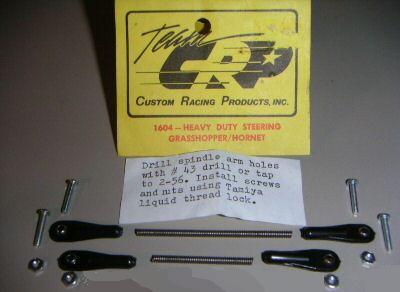 Team
CRP
CUSTOM RACING PRODUCTS, INC.
1604 -- HEAVY DUTY STEERING
GRASSHOPPER/HORNET
Drill spindle arm holes
with # 43 drill or tap
to 2-56. Install screws
and nts using Tamiya
liquid thread lock.